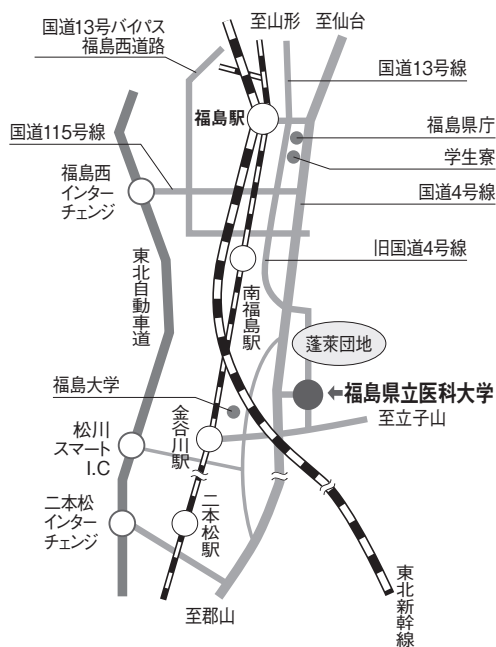 至山形
至仙台
国道13号バイパス
福島西道路
国道13号線
福島駅
福島県庁
国道115号線
学生寮
福島西
インター
チェンジ
国道4号線
旧国道4号線
東北自動車道
南福島駅
蓬萊団地
福島大学
←福島県立医科大学
至立子山
金谷川駅
松川
スマート
I.C
二本松
インター
チェンジ
二本松駅
至郡山
東北新幹線